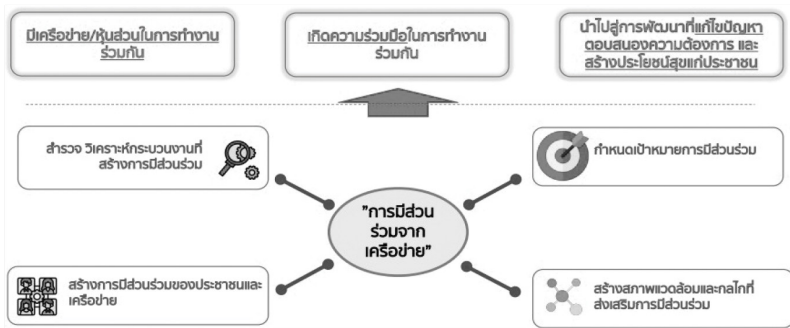 มีเครือข่าย/หุ้นส่วนในการทำงาน
ร่วมกัน
เกิดความร่วมมือในการทำงาน
ร่วมกัน
นำไปสู่การพัฒนาที่แก้ไขปัญหา
ตอบสนองความต้องการ และ
สร้างประโยชน์สุขแก่ประชาชน
สำรวจ วิเคราะห์กระบวนงานที่
สร้างการมีส่วนร่วม
กำหนดเป้าหมายการมีส่วนร่วม
"การมีส่วน
ร่วมจาก
เครือข่าย"
สร้างการมีส่วนร่วมของประชาชนและ
เครือข่าย
สร้างสภาพแวดล้อมและกลไกที่
ส่งเสริมการมีส่วนร่วม